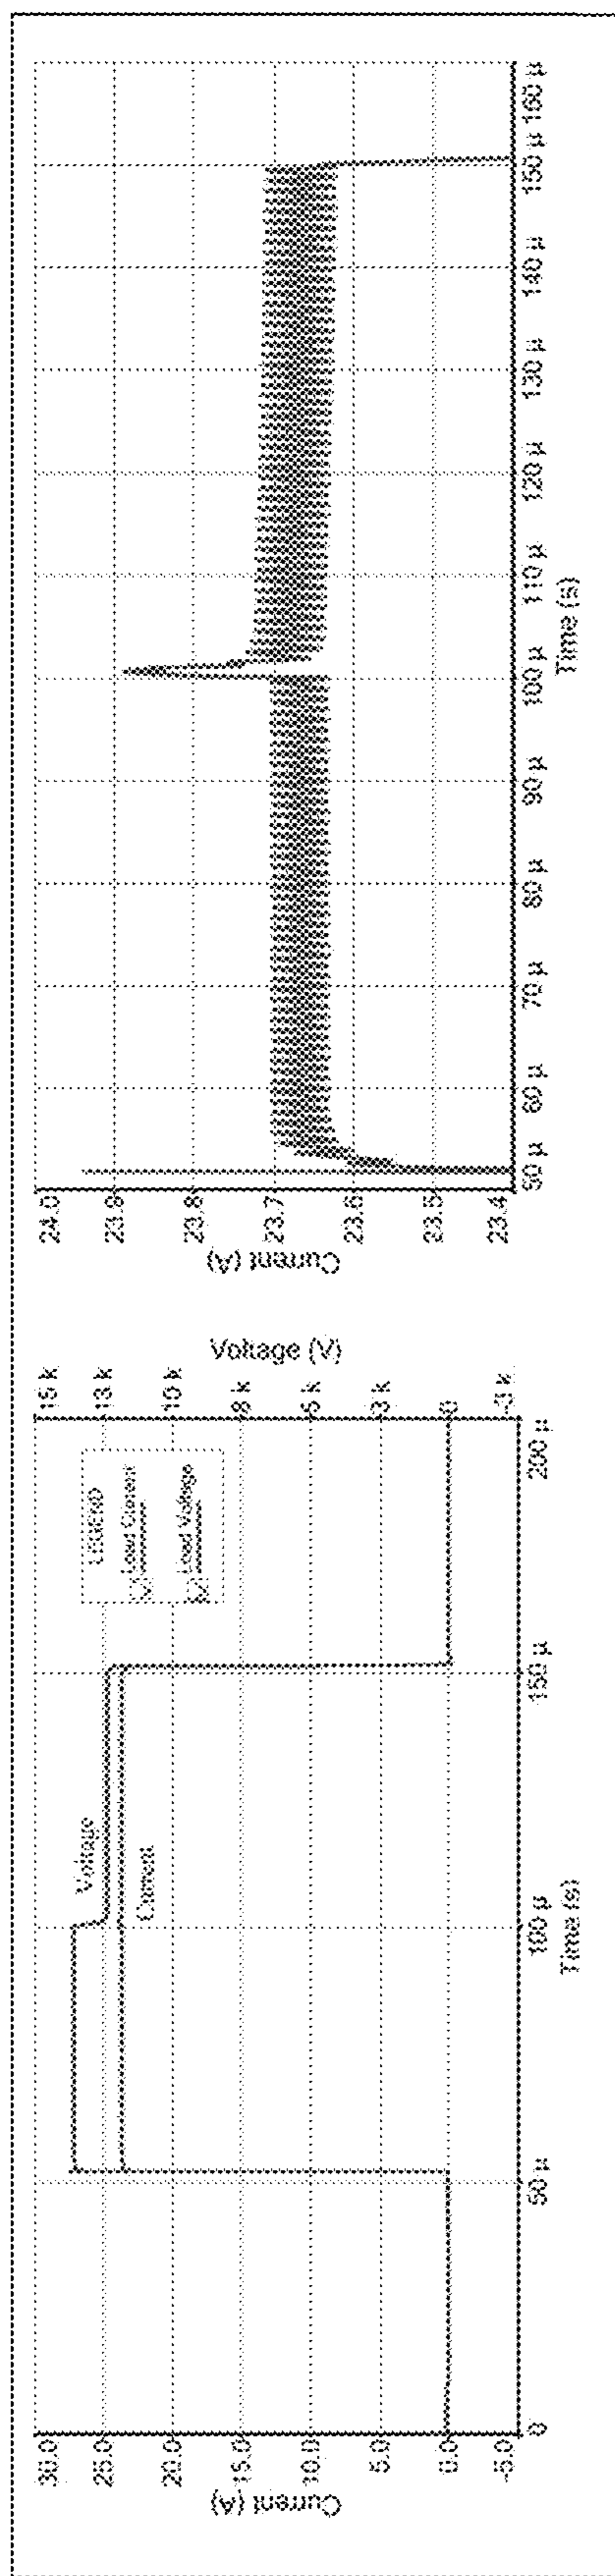 30.0
25.0
20.0
15.0
10.0
5.0
0.0
-5.0
Current (A)
0
50 µ
100 µ
150 µ
200 µ
Time (s)
15 k
13 k
10 k
8 k
5 k
3 k
0
-3 k
Voltage (V)
Voltage
Current
LEGEND
Load Current
Load Voltage
24.0
23.9
23.8
23.7
23.6
23.5
23.4
Current (A)
50 µ
60 µ
70 µ
80 µ
90 µ
100 µ
110 µ
120 µ
130 µ
140 µ
150 µ
160 µ
Time (s)